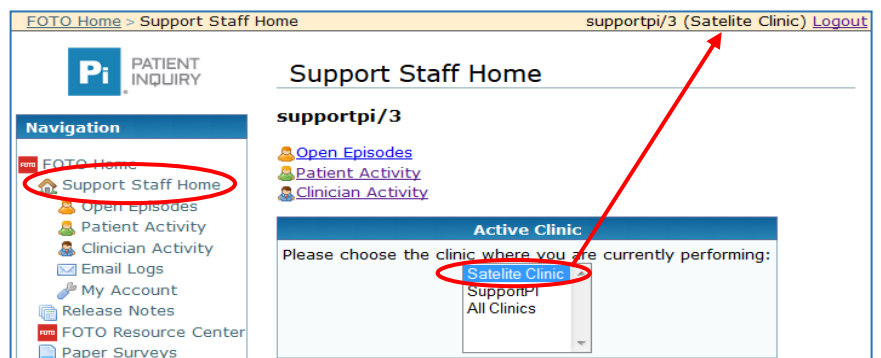 FOTO Home > Support Staff Home supportpi/3 (Satelite Clinic) Logout
Pi PATIENT INQUIRY
Support Staff Home
supportpi/3
Open Episodes
Patient Activity
Clinician Activity
Navigation
FOTO Home
Support Staff Home
Open Episodes
Patient Activity
Clinician Activity
Email Logs
My Account
Release Notes
FOTO FOTO Resource Center
Paper Surveys
Active Clinic
Please choose the clinic where you are currently performing:
Satelite Clinic
SupportPI
All Clinics